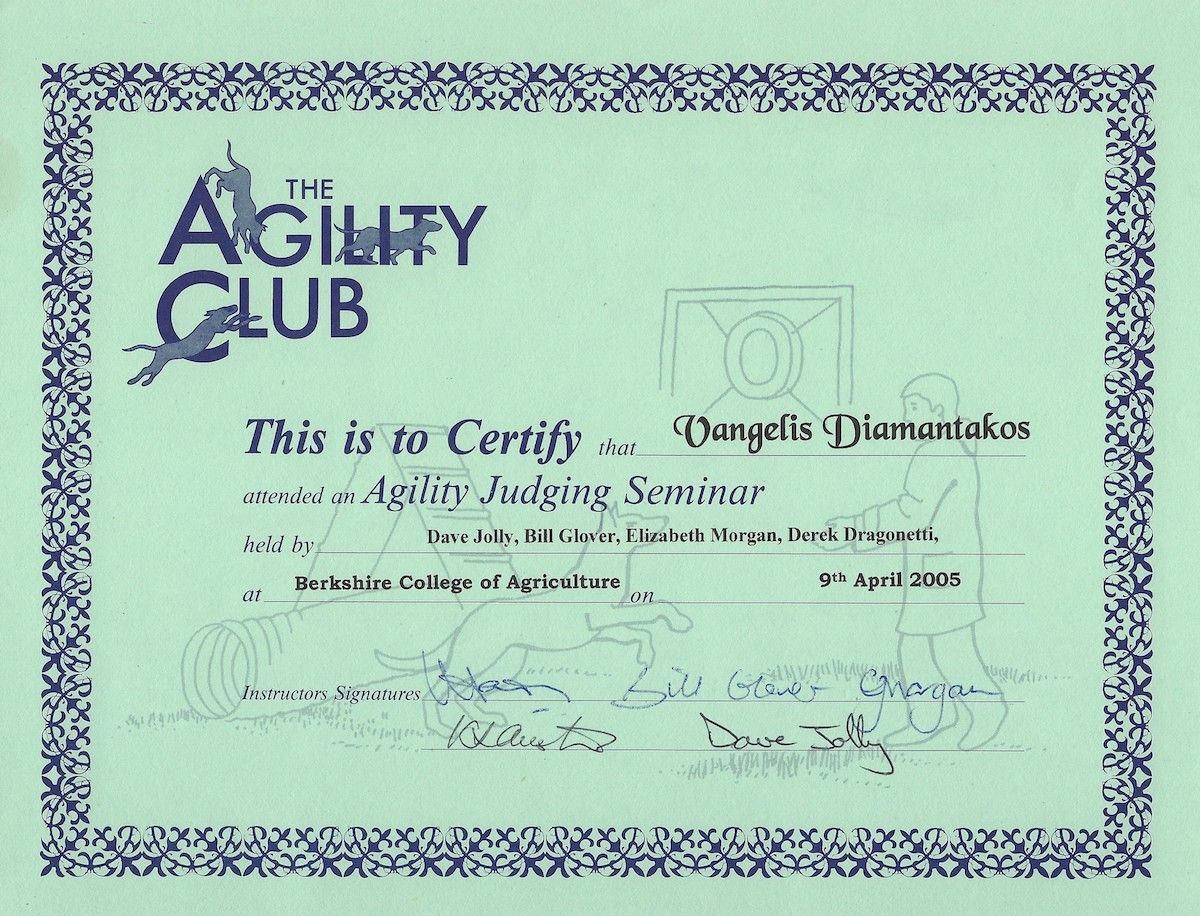 THE
AGILITY
CLUB
This is to Certify that Vangelis Diamantakos
attended an Agility Judging Seminar
held by Dave Jolly, Bill Glover, Elizabeth Morgan, Derek Dragonetti,
at Berkshire College of Agriculture on 9th April 2005
Instructors Signatures Bill Glover EMorgan
Dave Jolly